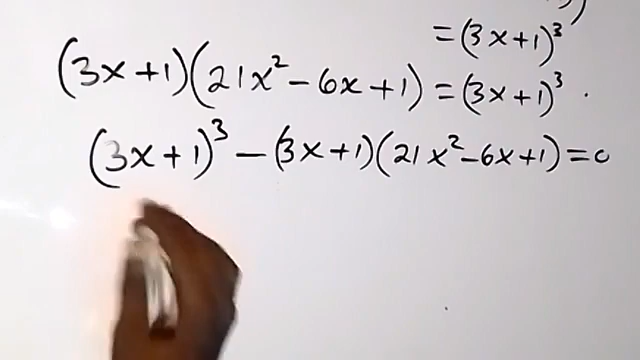 = (3x+1)³
(3x+1)(21x²-6x+1) = (3x+1)³.
(3x+1)³ - (3x+1)(21x²-6x+1) = 0